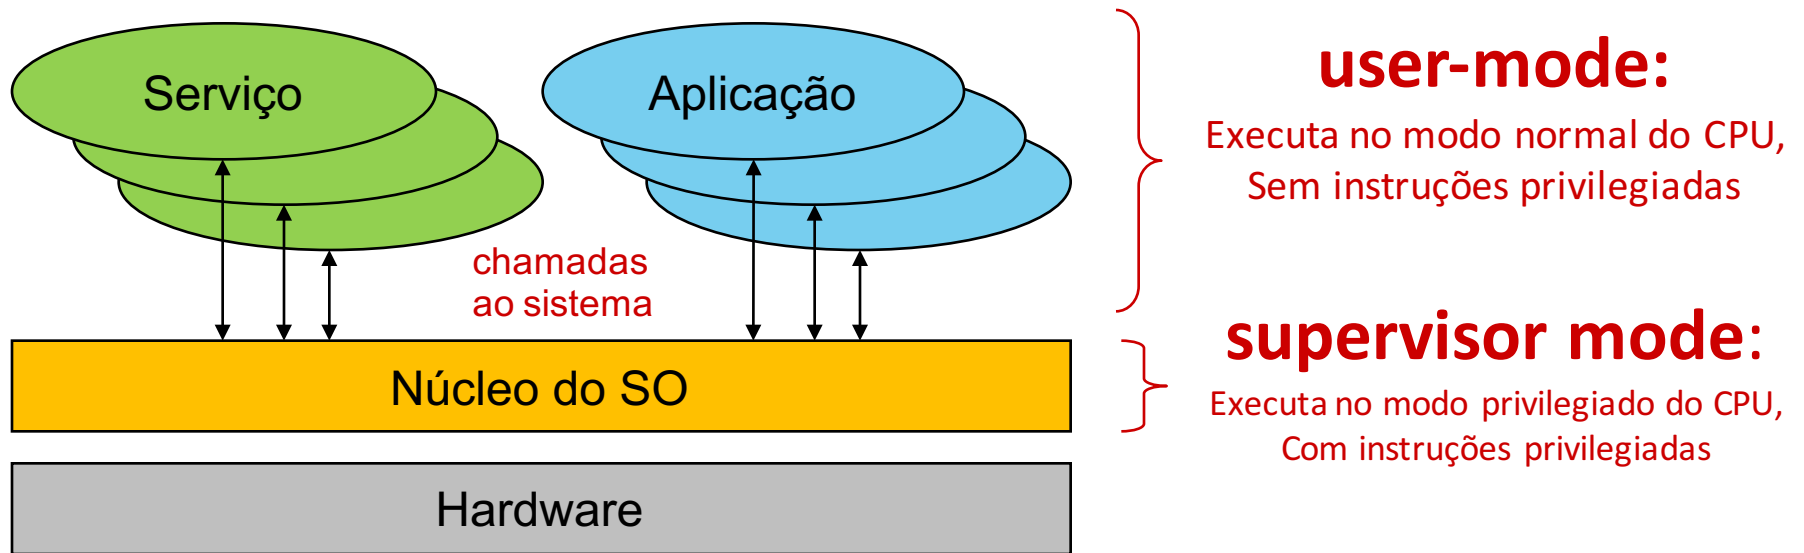 Serviço
Aplicação
chamadas
ao sistema
Núcleo do SO
Hardware
user-mode:
Executa no modo normal do CPU,
Sem instruções privilegiadas
supervisor mode:
Executa no modo privilegiado do CPU,
Com instruções privilegiadas